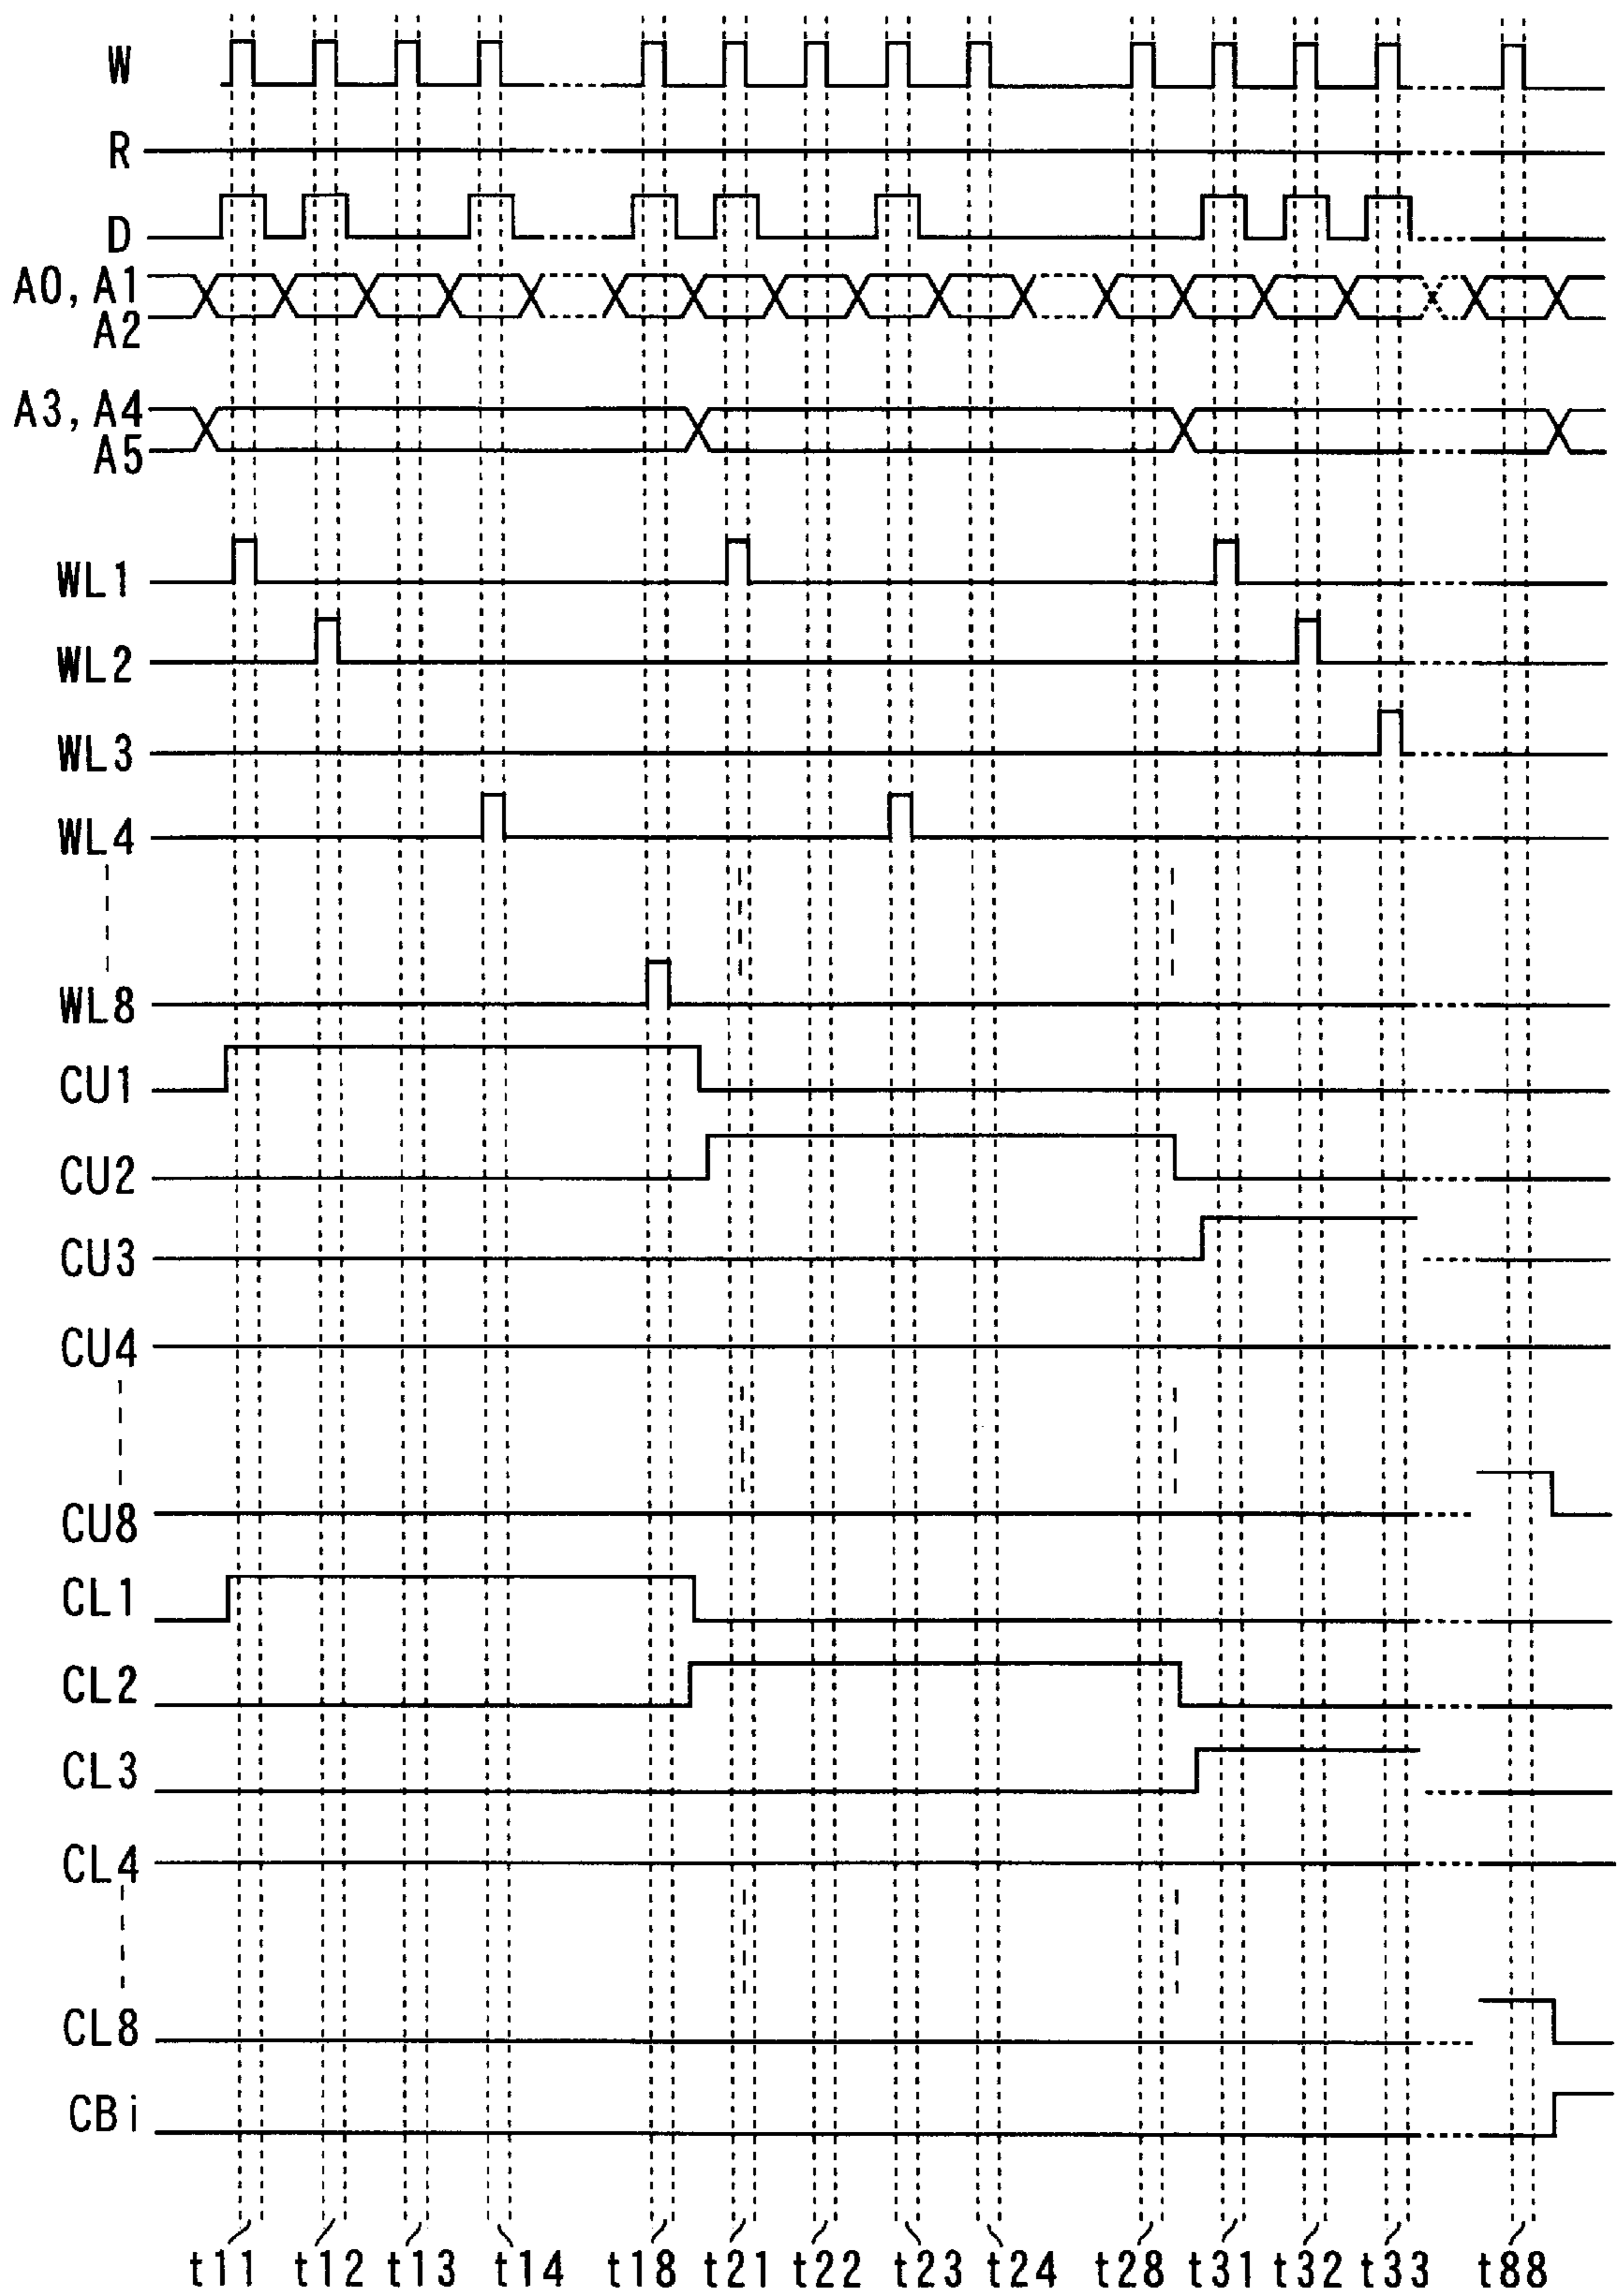 W
R
D
A0, A1
A2
A3, A4
A5
WL1
WL2
WL3
WL4
WL8
CU1
CU2
CU3
CU4
CU8
CL1
CL2
CL3
CL4
CL8
CBi
t11 t12 t13 t14 t18 t21 t22 t23 t24 t28 t31 t32 t33 t88